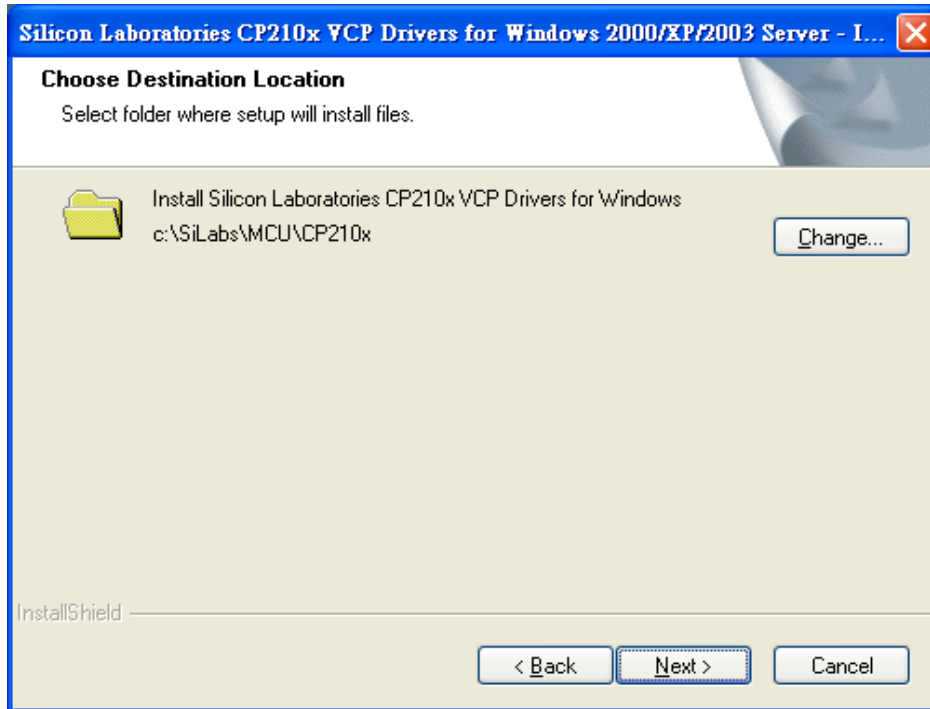 Silicon Laboratories CP210x VCP Drivers for Windows 2000/XP/2003 Server - I...
Choose Destination Location
Select folder where setup will install files.
Install Silicon Laboratories CP210x VCP Drivers for Windows
c:\SiLabs\MCU\CP210x
Change...
InstallShield
< Back
Next >
Cancel